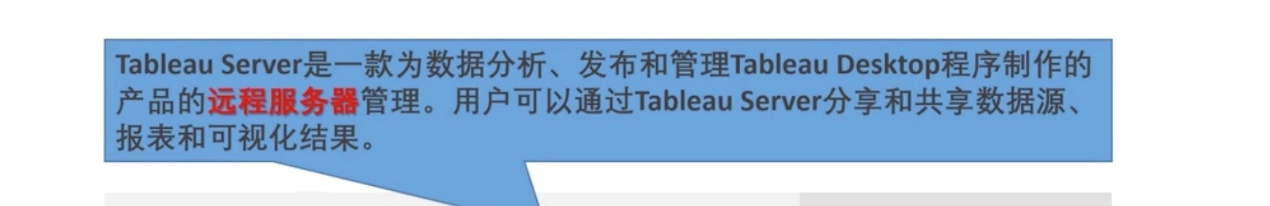 Tableau Server是一款为数据分析、发布和管理Tableau Desktop程序制作的
产品的远程服务器管理。用户可以通过Tableau Server分享和共享数据源、
报表和可视化结果。